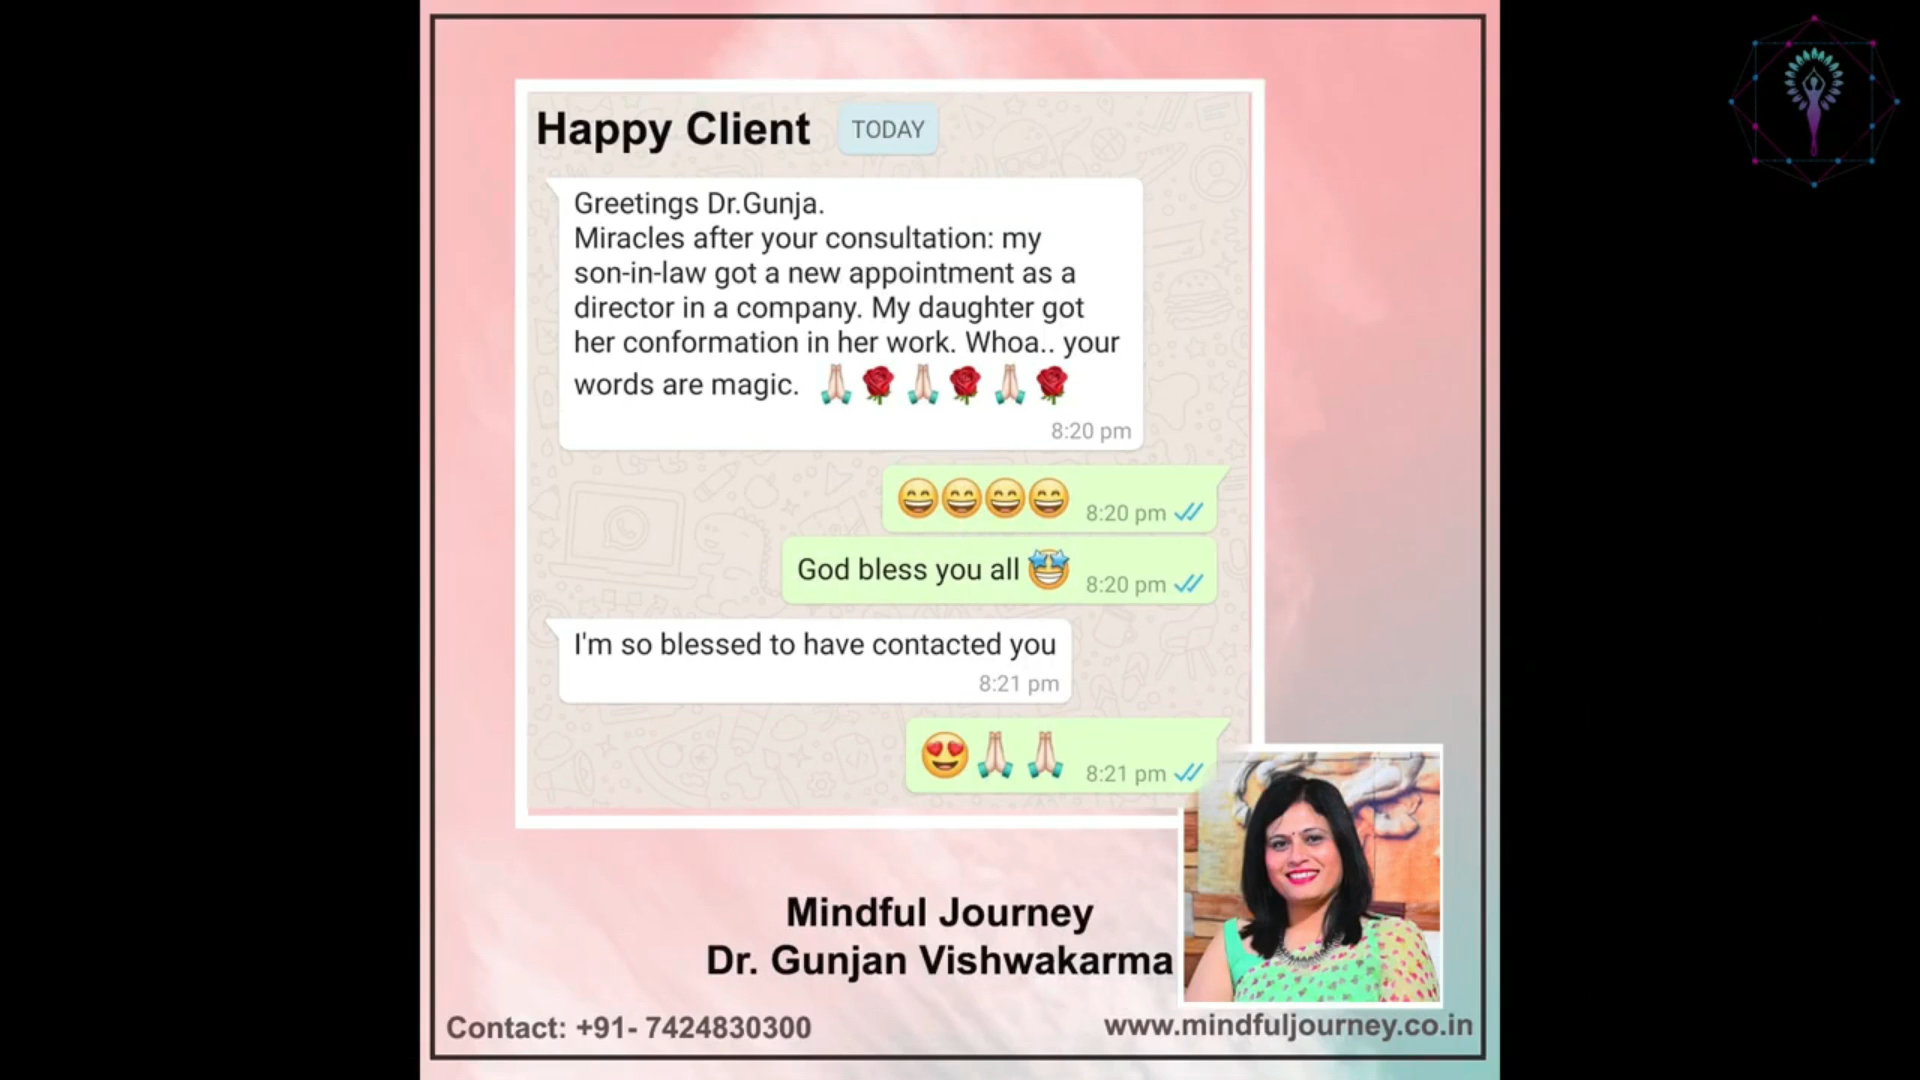 Happy Client TODAY
Greetings Dr.Gunja.
Miracles after your consultation: my
son-in-law got a new appointment as a
director in a company. My daughter got
her conformation in her work. Whoa.. your
words are magic. 🙏🏻🌹🙏🏻🌹🙏🏻🌹
8:20 pm
😄😄😄😄 8:20 pm
God bless you all 🤩 8:20 pm
I'm so blessed to have contacted you
8:21 pm
😍🙏🏻🙏🏻 8:21 pm
Mindful Journey
Dr. Gunjan Vishwakarma
Contact: +91- 7424830300
www.mindfuljourney.co.in